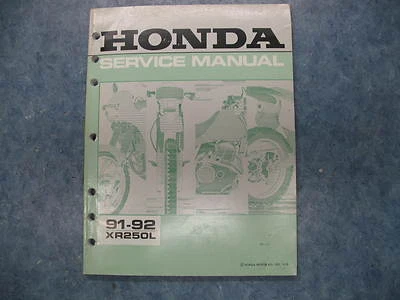 HONDA
SERVICE MANUAL
91-92
XR250L